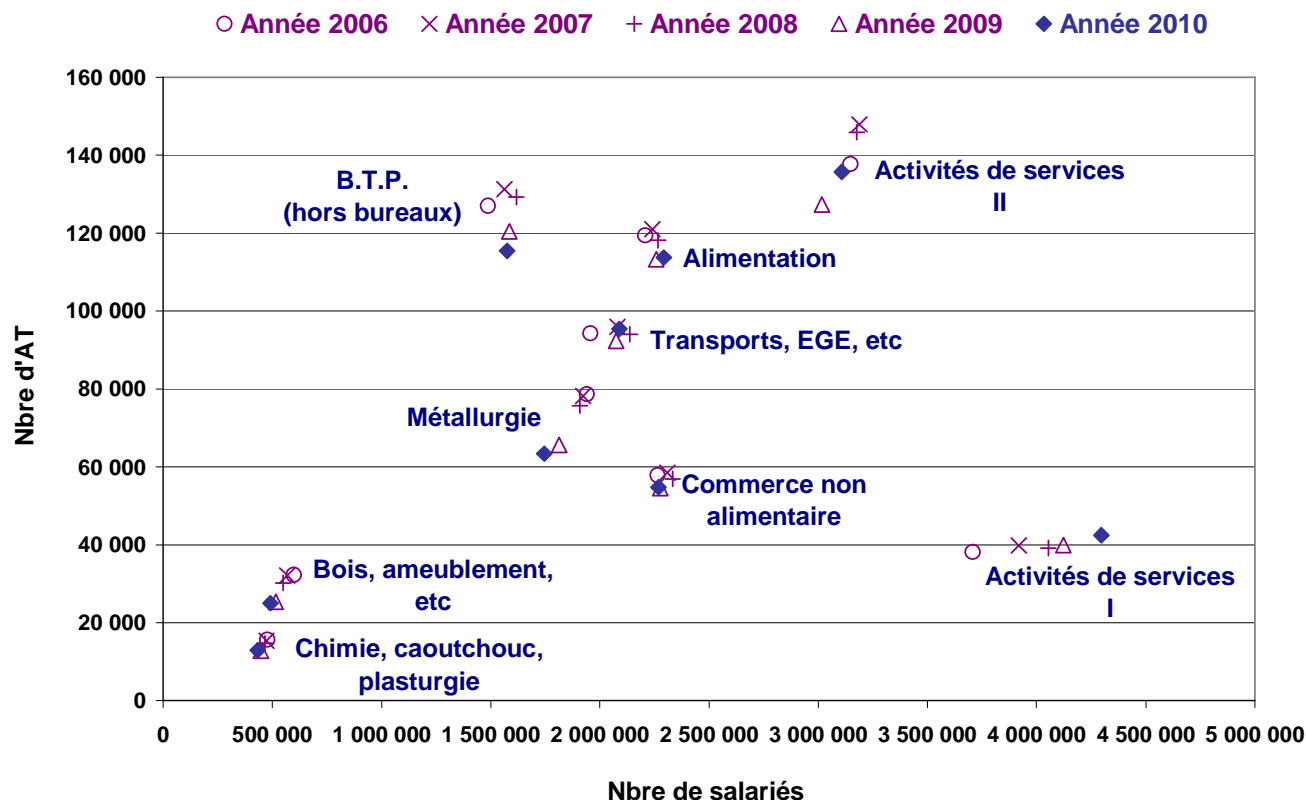 Année 2006 Année 2007 Année 2008 Année 2009 Année 2010
160 000
140 000
120 000
100 000
80 000
60 000
40 000
20 000
0
Nbre d'AT
B.T.P.
(hors bureaux)
Activités de services
II
Alimentation
Transports, EGE, etc
Métallurgie
Commerce non
alimentaire
Activités de services
I
Bois, ameublement,
etc
Chimie, caoutchouc,
plasturgie
0 500 000 1 000 000 1 500 000 2 000 000 2 500 000 3 000 000 3 500 000 4 000 000 4 500 000 5 000 000
Nbre de salariés